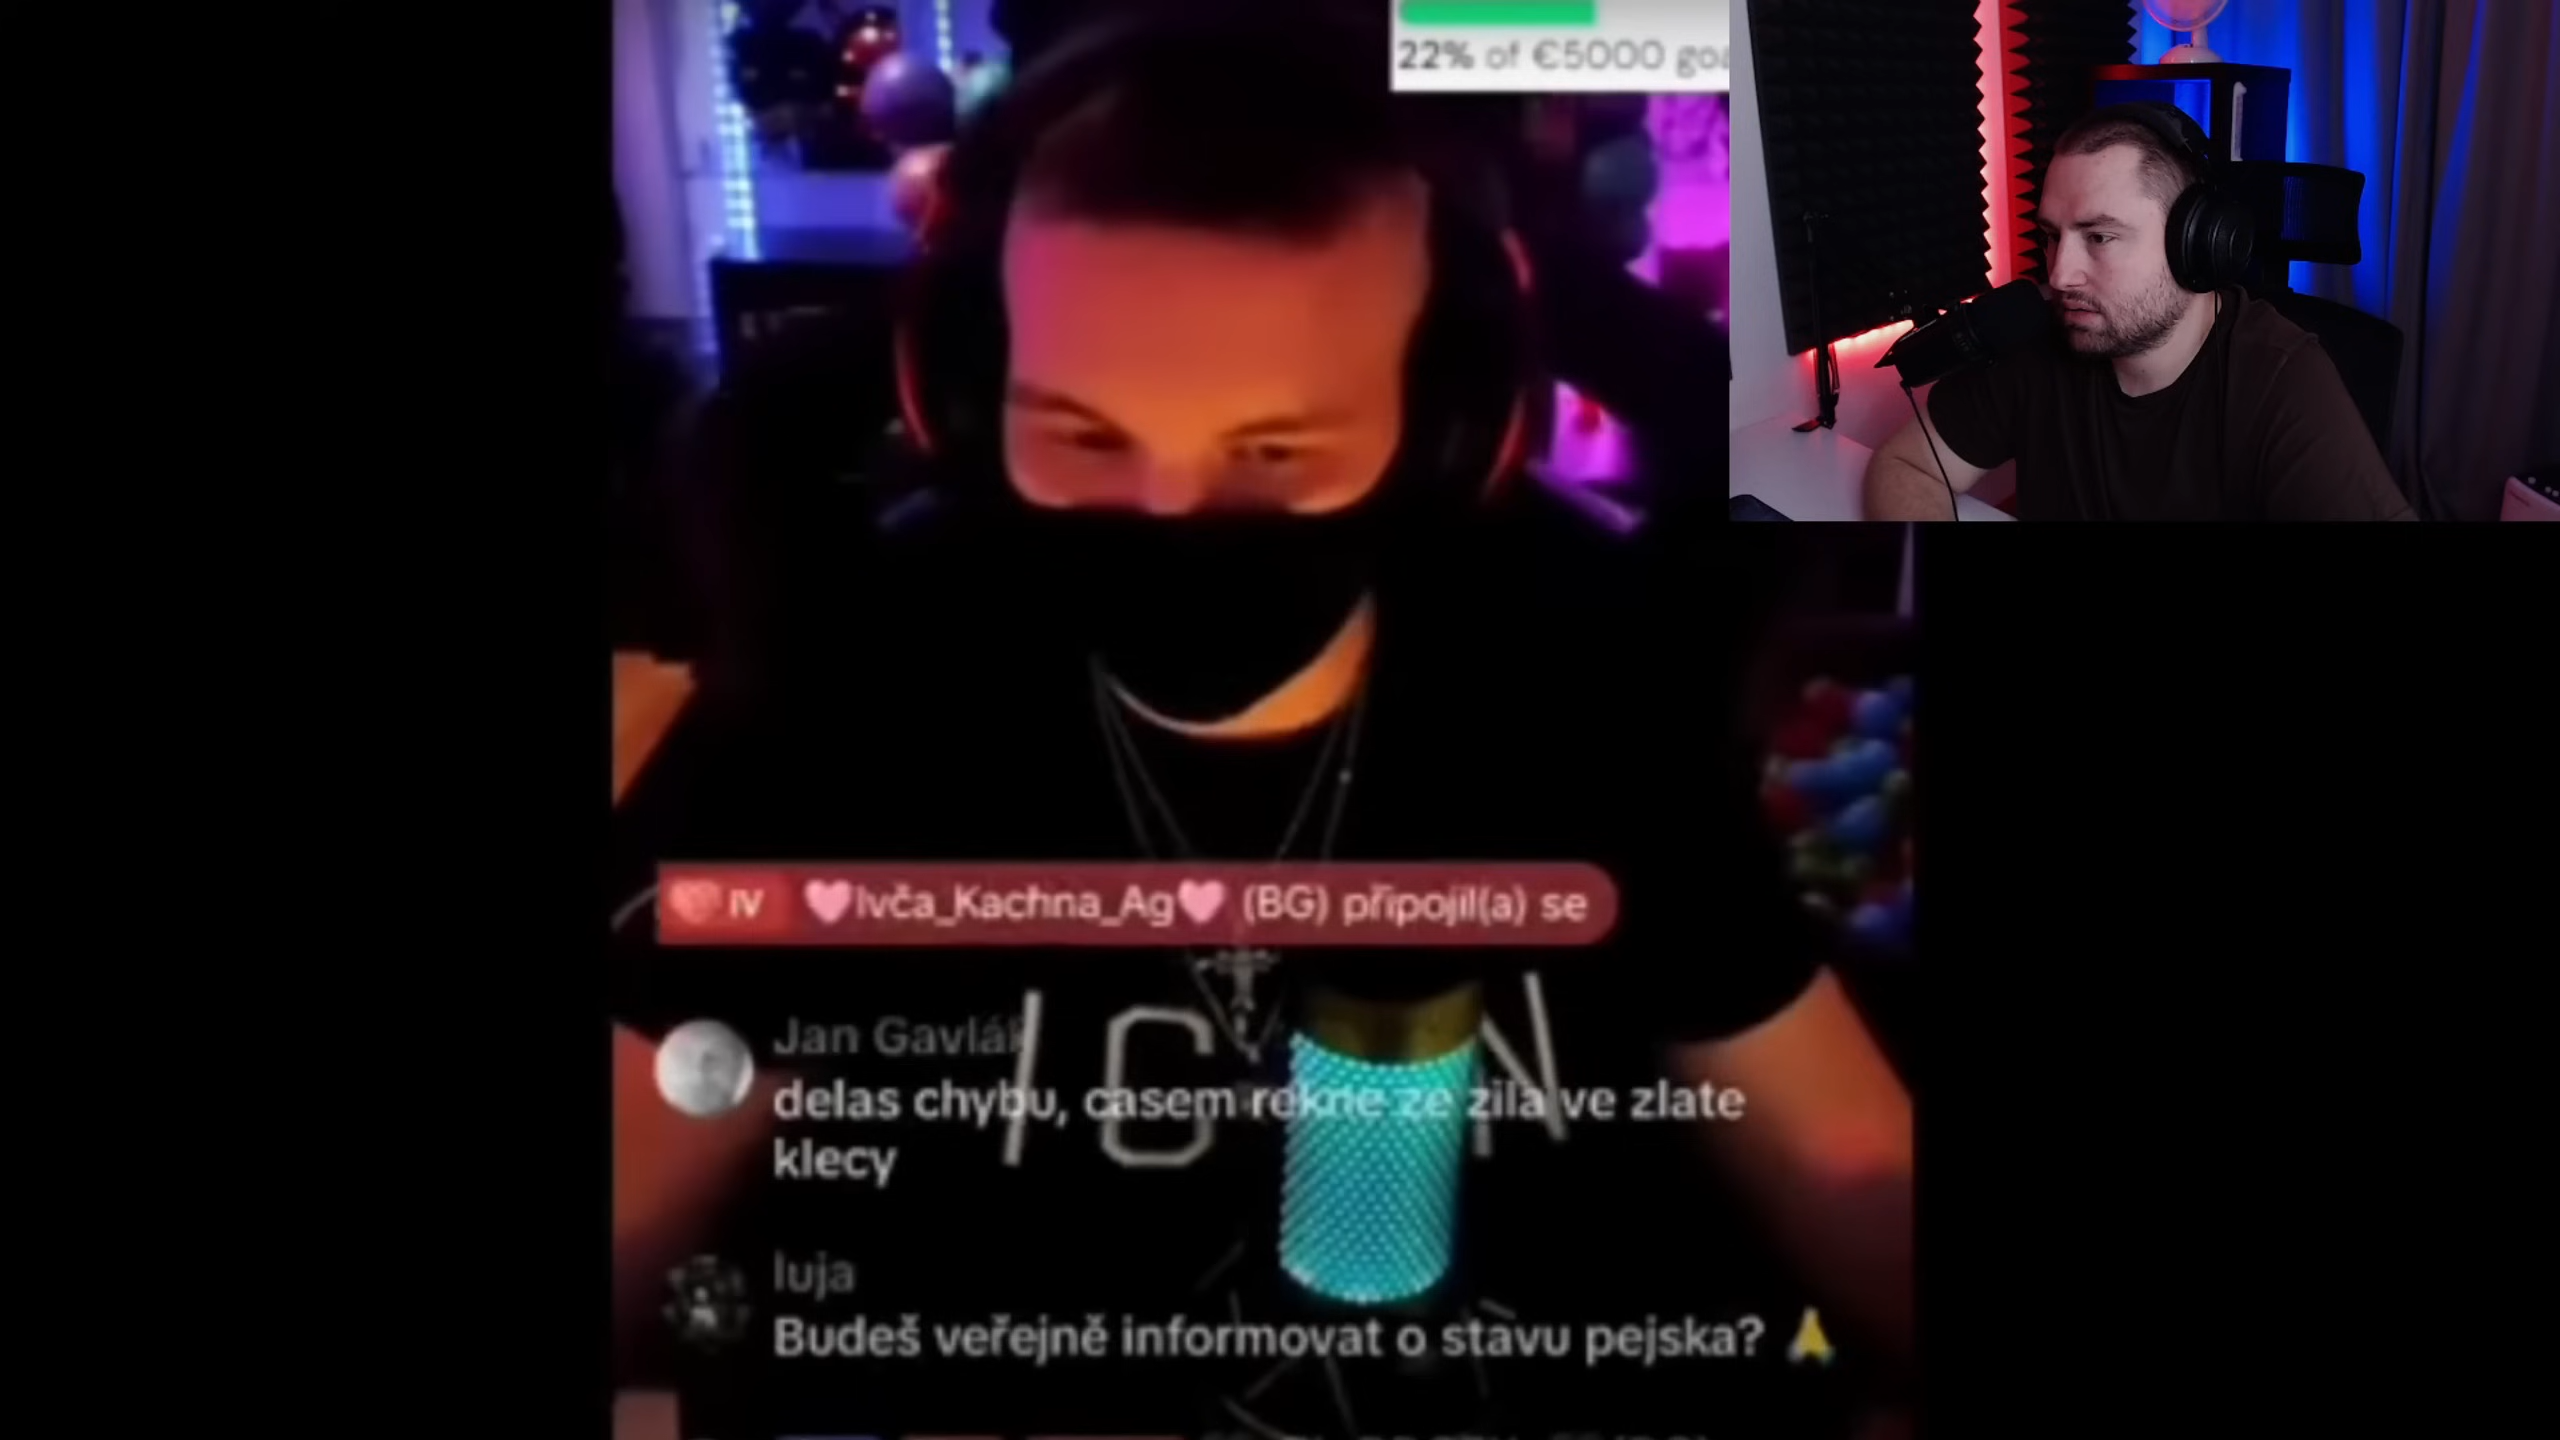 22% of €5000
IV 🩷Ivča_Kachna_Ag🩷 (BG) připojil(a) se
Jan Gavlák
delas chybu, casem rekne ze zila ve zlate
klecy
luja
Budeš veřejně informovat o stavu pejska? 🙏